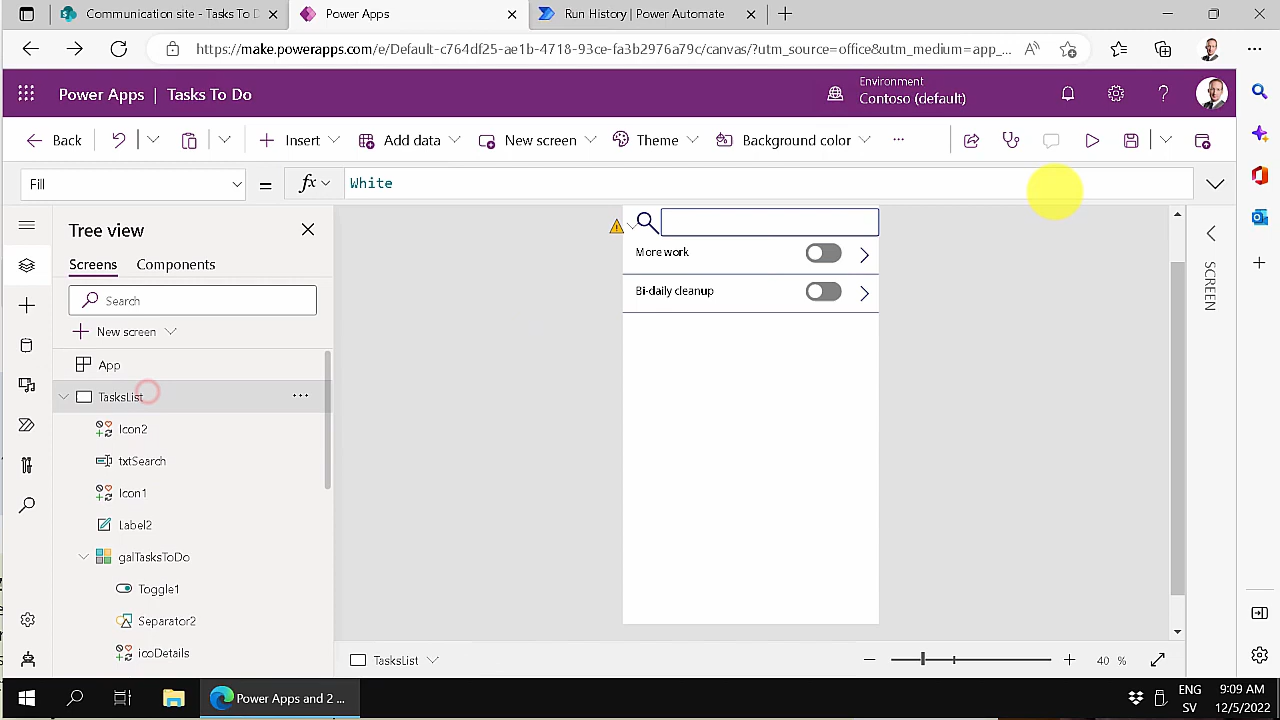 Communication site - Tasks To D
Power Apps
Run History | Power Automate
https://make.powerapps.com/e/Default-c764df25-ae1b-4718-93ce-fa3b2976a79c/canvas/?utm_source=office&utm_medium=app_...
Power Apps | Tasks To Do
Environment
Contoso (default)
Back
Insert
Add data
New screen
Theme
Background color
Fill
=
fx
White
Tree view
Screens
Components
Search
New screen
App
TasksList
Icon2
txtSearch
Icon1
Label2
galTasksToDo
Toggle1
Separator2
icoDetails
More work
Bi-daily cleanup
SCREEN
TasksList
40 %
Power Apps and 2 ...
ENG
SV
9:09 AM
12/5/2022